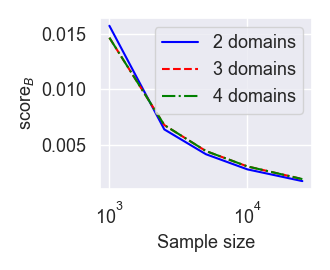 0.015
0.010
0.005
score_B
2 domains
3 domains
4 domains
10^3
10^4
Sample size